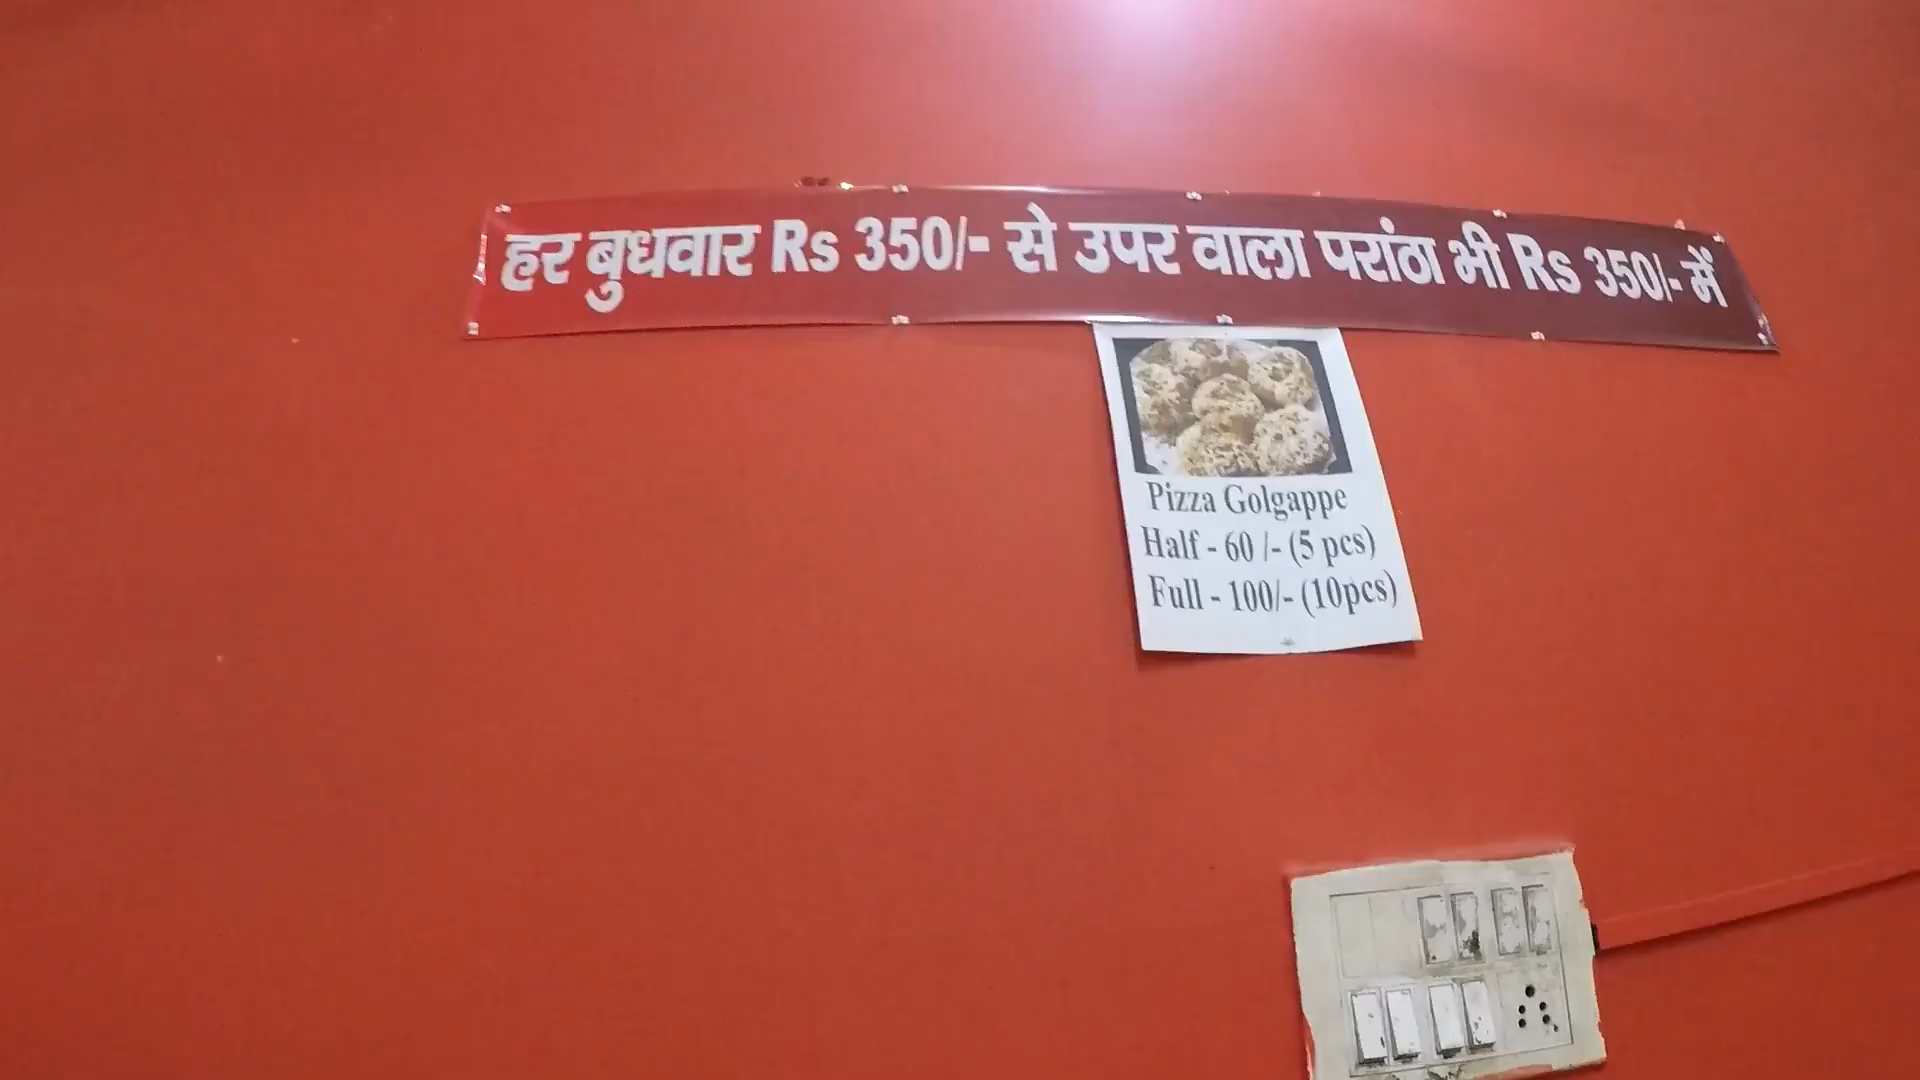 हर बुधवार Rs 350/- से उपर वाला परांठा भी Rs 350/- में
Pizza Golgappe
Half - 60 /- (5 pcs)
Full - 100/- (10pcs)